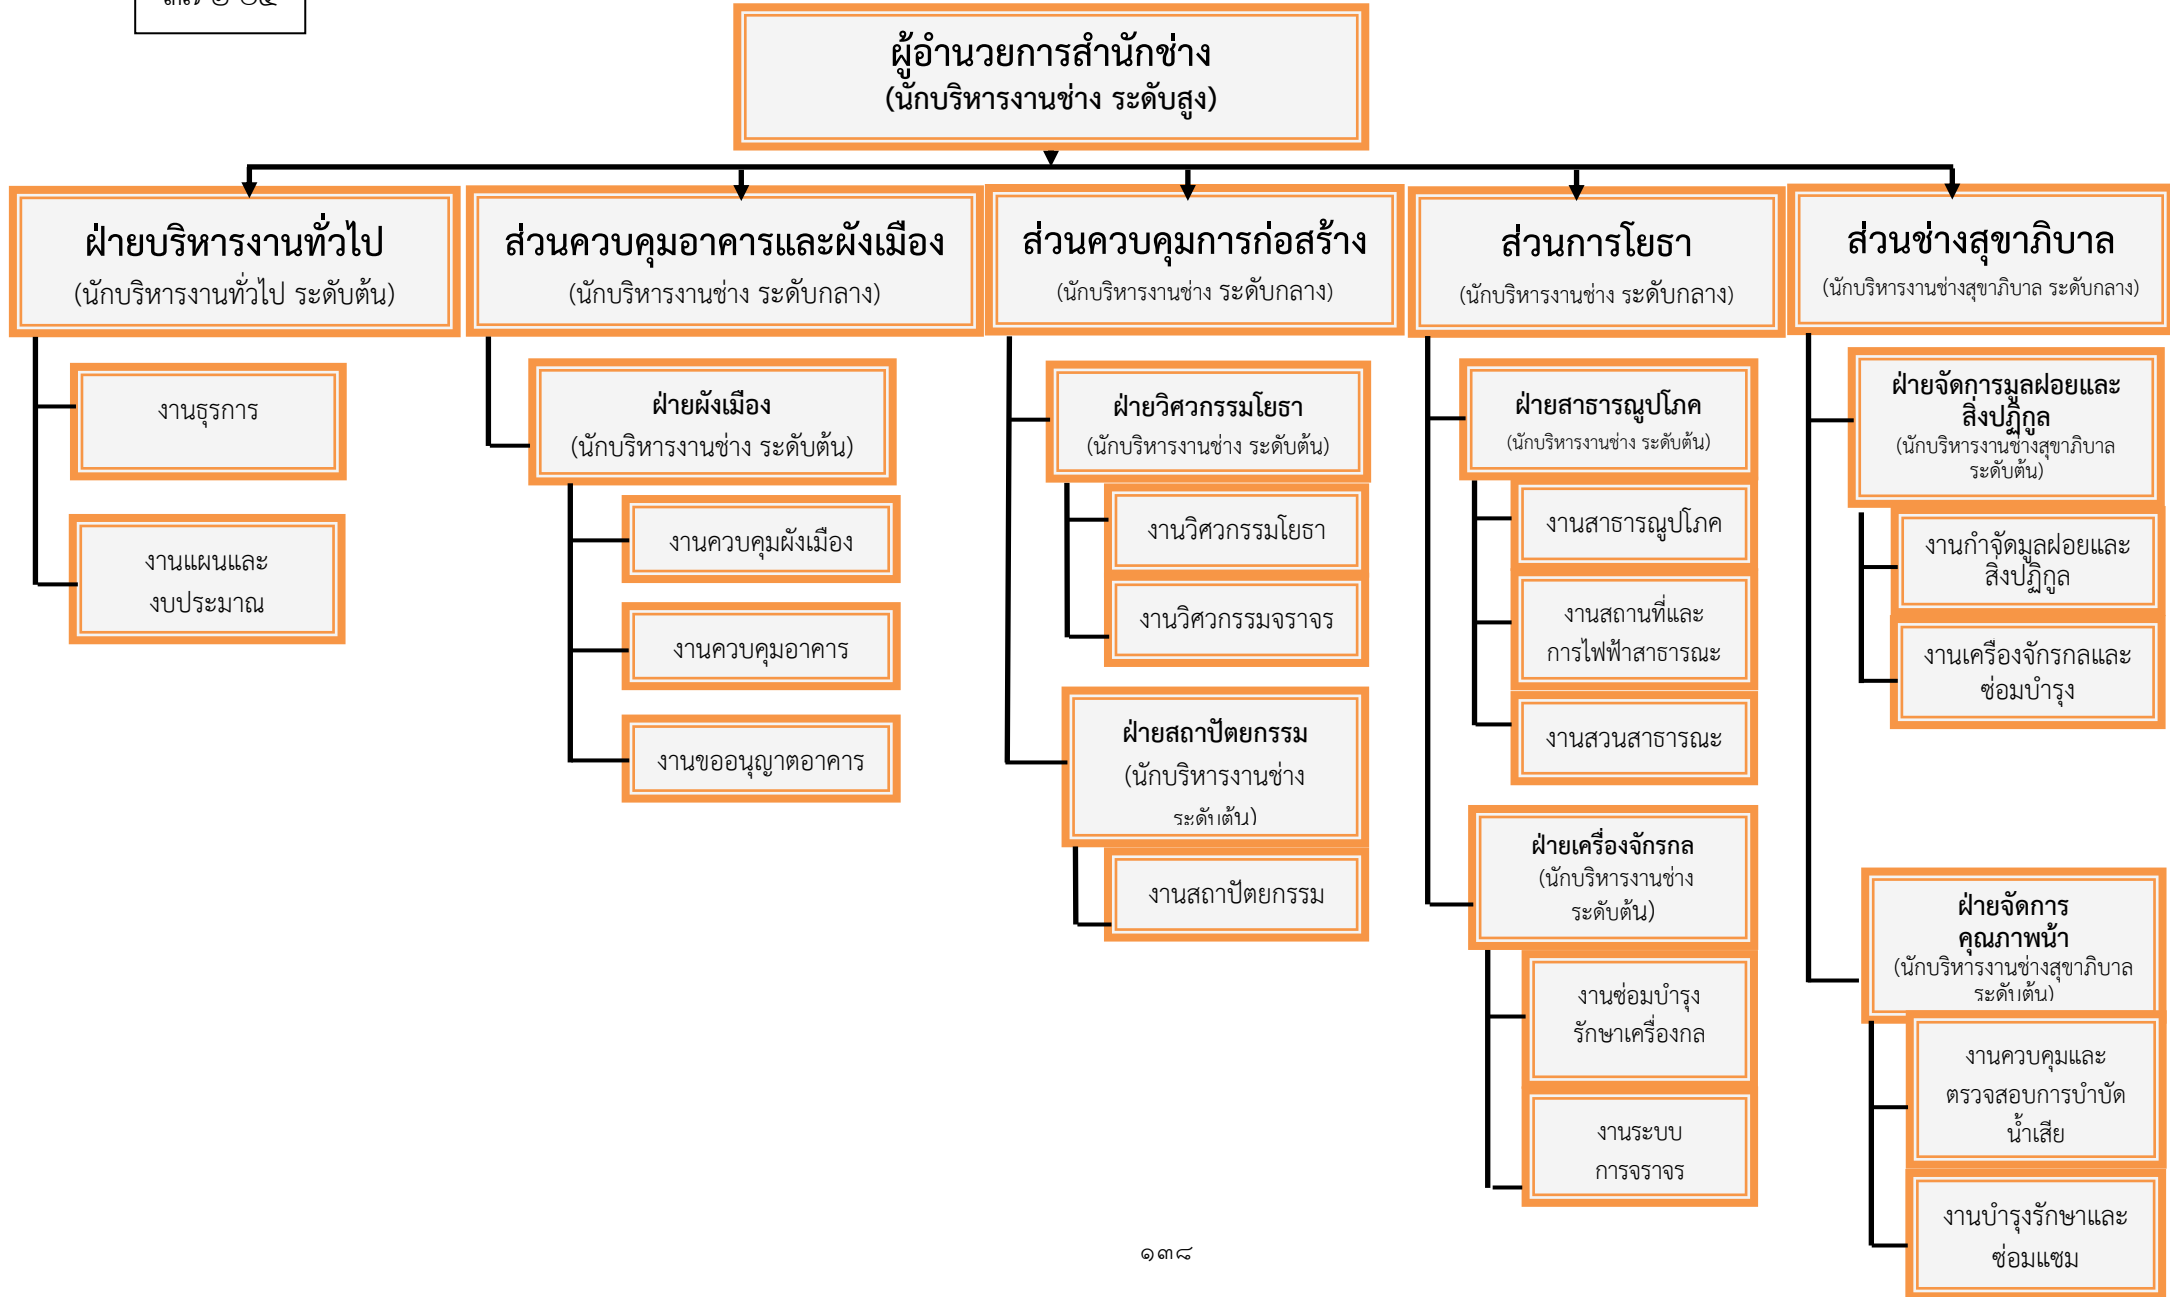 ผู้อำนวยการสำนักช่าง
(นักบริหารงานช่าง ระดับสูง)
ฝ่ายบริหารงานทั่วไป
(นักบริหารงานทั่วไป ระดับต้น)
งานธุรการ
งานแผนและ
งบประมาณ
ส่วนควบคุมอาคารและผังเมือง
(นักบริหารงานช่าง ระดับกลาง)
ฝ่ายผังเมือง
(นักบริหารงานช่าง ระดับต้น)
งานควบคุมผังเมือง
งานควบคุมอาคาร
งานขออนุญาตอาคาร
ส่วนควบคุมการก่อสร้าง
(นักบริหารงานช่าง ระดับกลาง)
ฝ่ายวิศวกรรมโยธา
(นักบริหารงานช่าง ระดับต้น)
งานวิศวกรรมโยธา
งานวิศวกรรมจราจร
ฝ่ายสถาปัตยกรรม
(นักบริหารงานช่าง
ระดับต้น)
งานสถาปัตยกรรม
ส่วนการโยธา
(นักบริหารงานช่าง ระดับกลาง)
ฝ่ายสาธารณูปโภค
(นักบริหารงานช่าง ระดับต้น)
งานสาธารณูปโภค
งานสถานที่และ
การไฟฟ้าสาธารณะ
งานสวนสาธารณะ
ฝ่ายเครื่องจักรกล
(นักบริหารงานช่าง
ระดับต้น)
งานซ่อมบำรุง
รักษาเครื่องกล
งานระบบ
การจราจร
ส่วนช่างสุขาภิบาล
(นักบริหารงานช่างสุขาภิบาล ระดับกลาง)
ฝ่ายจัดการมูลฝอยและ
สิ่งปฏิกูล
(นักบริหารงานช่างสุขาภิบาล
ระดับต้น)
งานกำจัดมูลฝอยและ
สิ่งปฏิกูล
งานเครื่องจักรกลและ
ซ่อมบำรุง
ฝ่ายจัดการ
คุณภาพน้ำ
(นักบริหารงานช่างสุขาภิบาล
ระดับต้น)
งานควบคุมและ
ตรวจสอบการบำบัด
น้ำเสีย
งานบำรุงรักษาและ
ซ่อมแซม
๑๓๘